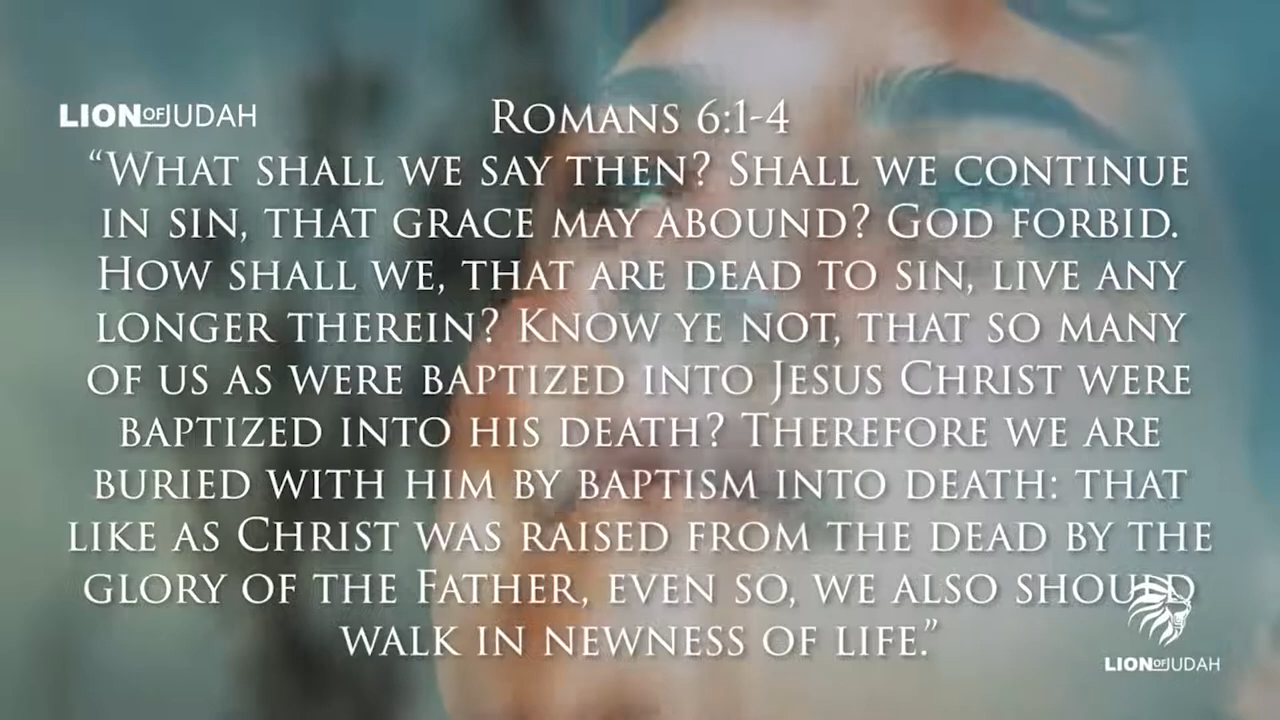 LION OF JUDAH
Romans 6:1-4
“What shall we say then? Shall we continue
in sin, that grace may abound? God forbid.
How shall we, that are dead to sin, live any
longer therein? Know ye not, that so many
of us as were baptized into Jesus Christ were
baptized into his death? Therefore we are
buried with him by baptism into death: that
like as Christ was raised from the dead by the
glory of the Father, even so, we also should
walk in newness of life.”
LION OF JUDAH